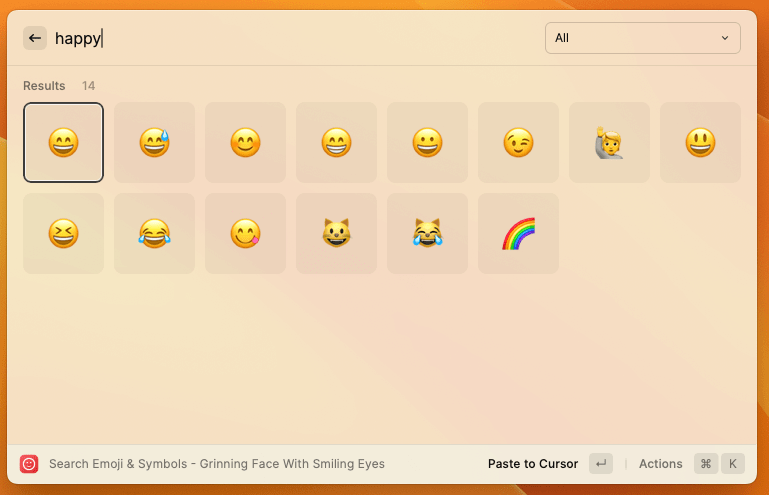 happy
All
Results 14
Search Emoji & Symbols - Grinning Face With Smiling Eyes
Paste to Cursor
Actions ⌘ K